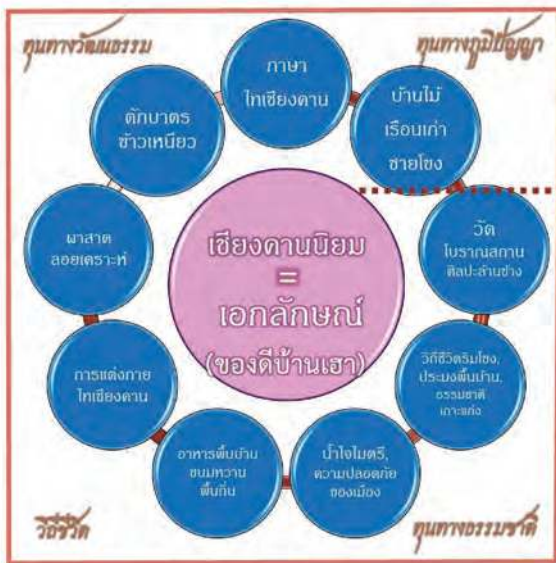 ทุนทางวัฒนธรรม
ทุนทางภูมิปัญญา
ภาษา
ไทเชียงคาน
บ้านไม้
เรือนเก่า
ชายโขง
วัด
โบราณสถาน
ศิลปะล้านช้าง
วิถีชีวิตริมโขง,
ประมงพื้นบ้าน,
ธรรมชาติ
เกาะแก่ง
น้ำใจไมตรี,
ความปลอดภัย
ของเมือง
อาหารพื้นบ้าน
ขนมหวาน
พื้นถิ่น
การแต่งกาย
ไทเชียงคาน
ผาสาด
ลอยเคราะห์
ตักบาตร
ข้าวเหนียว
เชียงคานนิยม
=
เอกลักษณ์
(ของดีบ้านเฮา)
วิถีชีวิต
ทุนทางธรรมชาติ